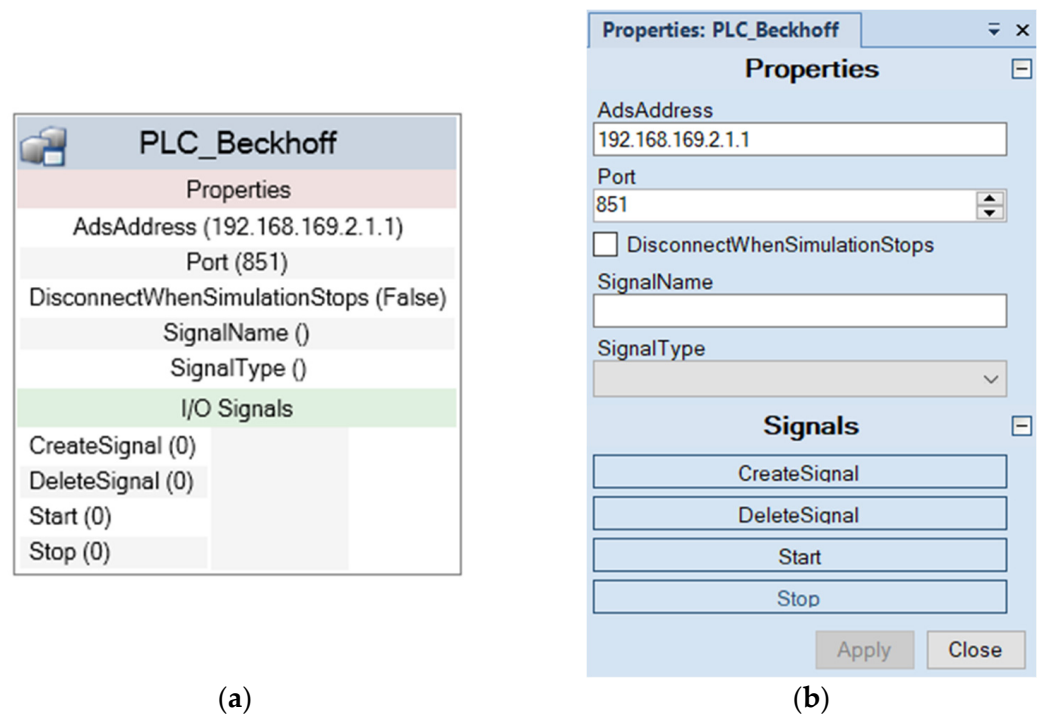 PLC_Beckhoff
Properties
AdsAddress (192.168.169.2.1.1)
Port (851)
DisconnectWhenSimulationStops (False)
SignalName ()
SignalType ()
I/O Signals
CreateSignal (0)
DeleteSignal (0)
Start (0)
Stop (0)
(a)
Properties: PLC_Beckhoff
Properties
AdsAddress
192.168.169.2.1.1
Port
851
DisconnectWhenSimulationStops
SignalName
SignalType
Signals
CreateSignal
DeleteSignal
Start
Stop
Apply Close
(b)